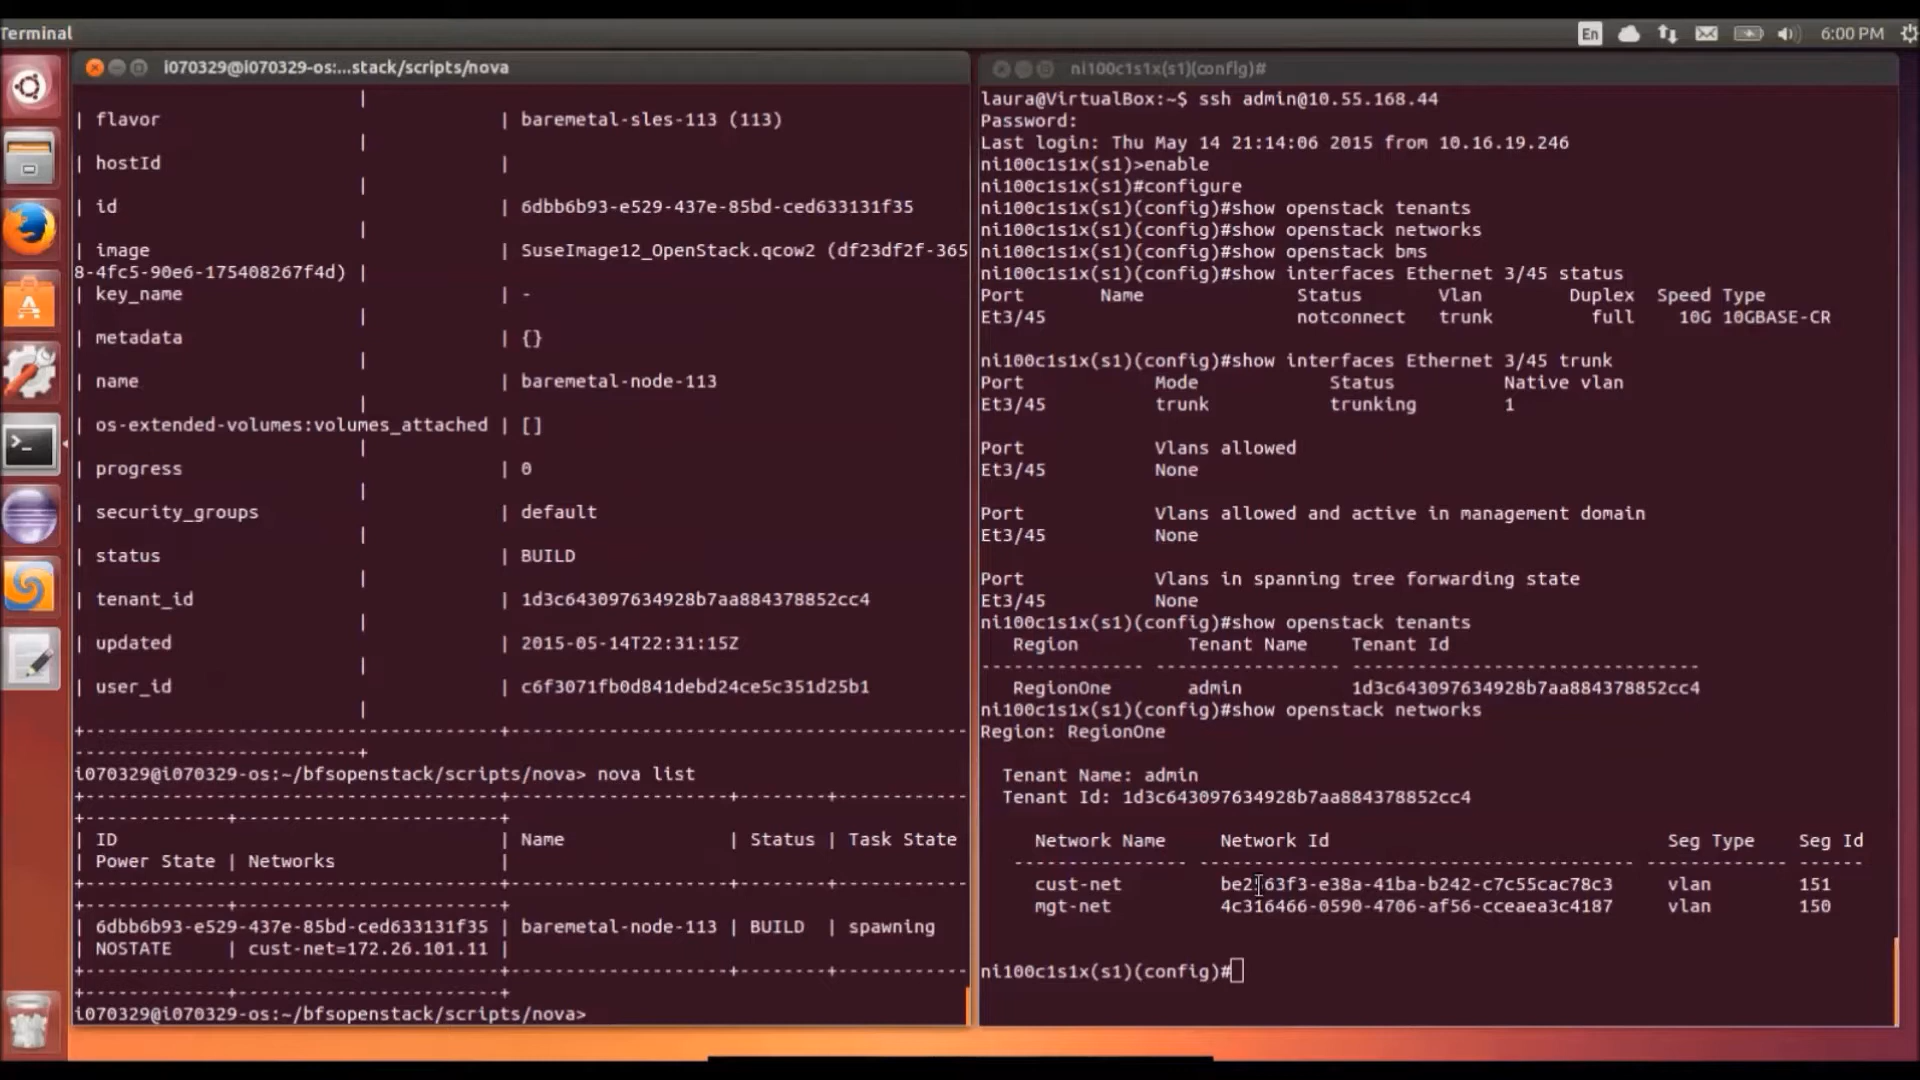 Terminal
En
6:00 PM
i070329@i070329-os:...stack/scripts/nova
|
| flavor | baremetal-sles-113 (113)
|
| hostId |
|
| id | 6dbb6b93-e529-437e-85bd-ced633131f35
|
| image | SuseImage12_OpenStack.qcow2 (df23df2f-365
8-4fc5-90e6-175408267f4d) |
| key_name | -
|
| metadata | {}
|
| name | baremetal-node-113
|
| os-extended-volumes:volumes_attached | []
|
| progress | 0
|
| security_groups | default
|
| status | BUILD
|
| tenant_id | 1d3c643097634928b7aa884378852cc4
|
| updated | 2015-05-14T22:31:15Z
|
| user_id | c6f3071fb0d841debd24ce5c351d25b1
|
i070329@i070329-os:~/bfsopenstack/scripts/nova> nova list
| ID | Name | Status | Task State
| Power State | Networks |
| 6dbb6b93-e529-437e-85bd-ced633131f35 | baremetal-node-113 | BUILD | spawning
| NOSTATE | cust-net=172.26.101.11 |
i070329@i070329-os:~/bfsopenstack/scripts/nova>
ni100c1s1x(s1)(config)#
laura@VirtualBox:~$ ssh admin@10.55.168.44
Password:
Last login: Thu May 14 21:14:06 2015 from 10.16.19.246
ni100c1s1x(s1)>enable
ni100c1s1x(s1)#configure
ni100c1s1x(s1)(config)#show openstack tenants
ni100c1s1x(s1)(config)#show openstack networks
ni100c1s1x(s1)(config)#show openstack bms
ni100c1s1x(s1)(config)#show interfaces Ethernet 3/45 status
Port Name Status Vlan Duplex Speed Type
Et3/45 notconnect trunk full 10G 10GBASE-CR
ni100c1s1x(s1)(config)#show interfaces Ethernet 3/45 trunk
Port Mode Status Native vlan
Et3/45 trunk trunking 1
Port Vlans allowed
Et3/45 None
Port Vlans allowed and active in management domain
Et3/45 None
Port Vlans in spanning tree forwarding state
Et3/45 None
ni100c1s1x(s1)(config)#show openstack tenants
Region Tenant Name Tenant Id
RegionOne admin 1d3c643097634928b7aa884378852cc4
ni100c1s1x(s1)(config)#show openstack networks
Region: RegionOne
Tenant Name: admin
Tenant Id: 1d3c643097634928b7aa884378852cc4
Network Name Network Id Seg Type Seg Id
cust-net vlan 151
mgt-net 4c316466-0590-4706-af56-cceaea3c4187 vlan 150
ni100c1s1x(s1)(config)#